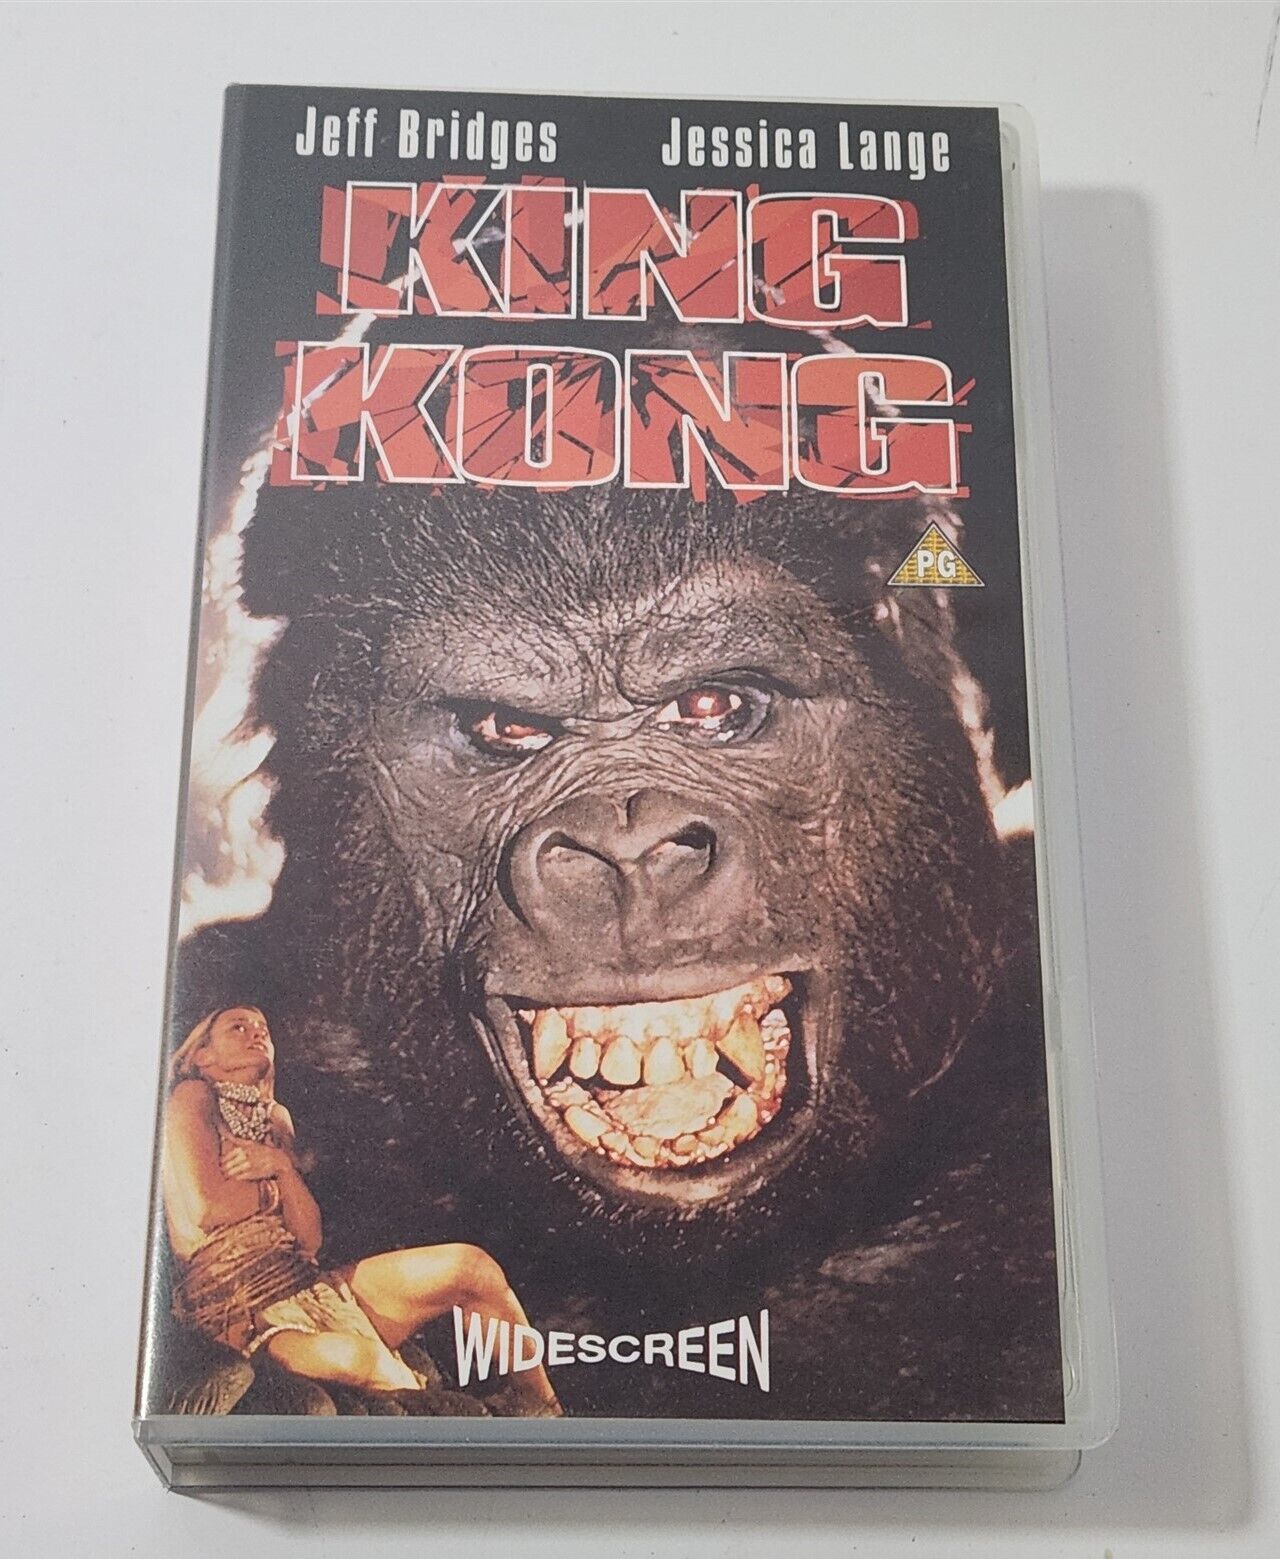 Jeff Bridges Jessica Lange
KING
KONG
PG
WIDESCREEN